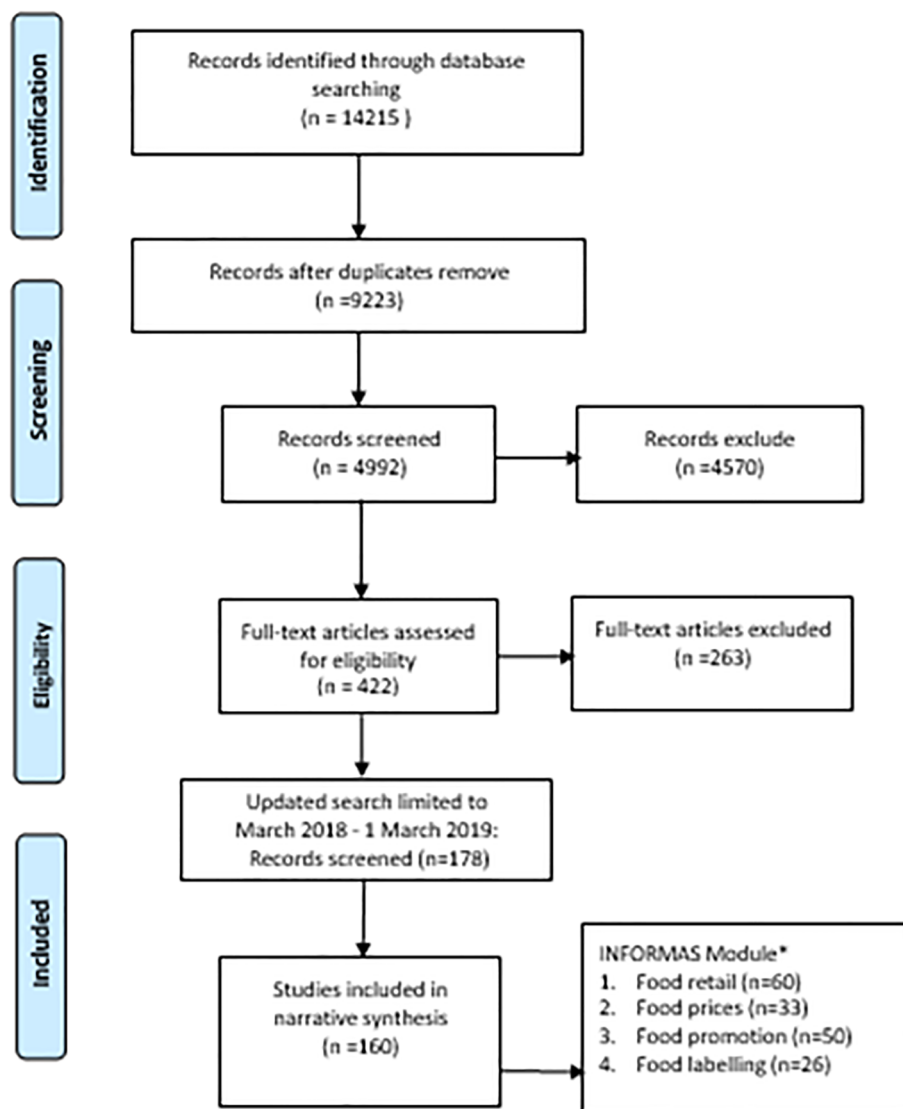 Identification
Records identified through database
searching
(n = 14215 )
Records after duplicates remove
(n =9223)
Screening
Records screened
(n = 4992)
Records exclude
(n =4570)
Eligibility
Full-text articles assessed
for eligibility
(n = 422)
Full-text articles excluded
(n =263)
Updated search limited to
March 2018 - 1 March 2019:
Records screened (n=178)
Included
Studies included in
narrative synthesis
(n =160)
INFORMAS Module*
1. Food retail (n=60)
2. Food prices (n=33)
3. Food promotion (n=50)
4. Food labelling (n=26)